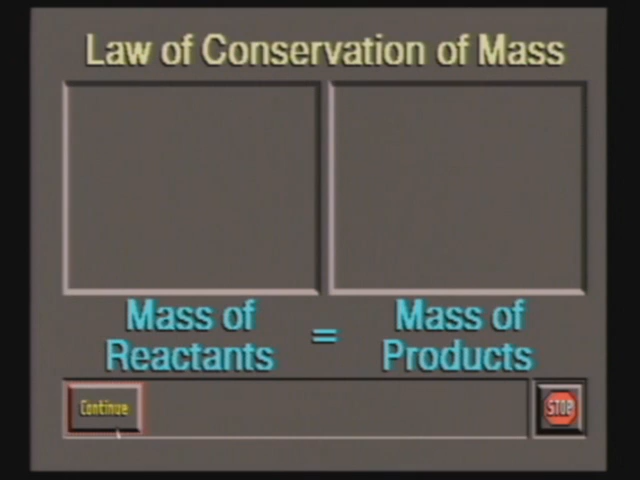 Law of Conservation of Mass
Mass of
Reactants
=
Mass of
Products
Continue
STOP